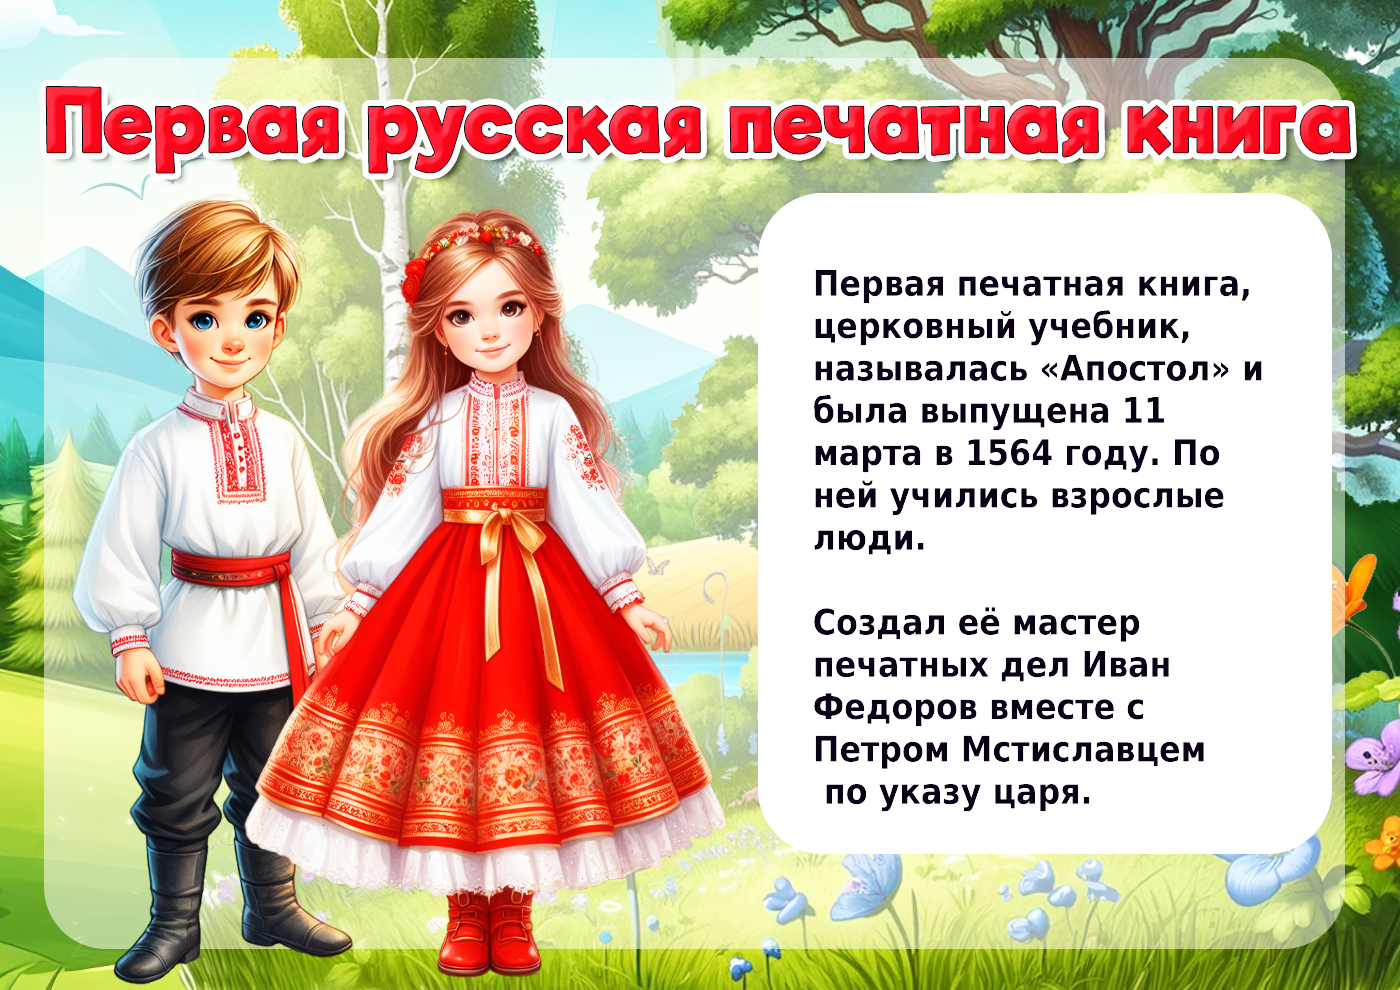 Первая русская печатная книга
Первая печатная книга,
церковный учебник,
называлась «Апостол» и
была выпущена 11
марта в 1564 году. По
ней учились взрослые
люди.
Создал её мастер
печатных дел Иван
Федоров вместе с
Петром Мстиславцем
по указу царя.